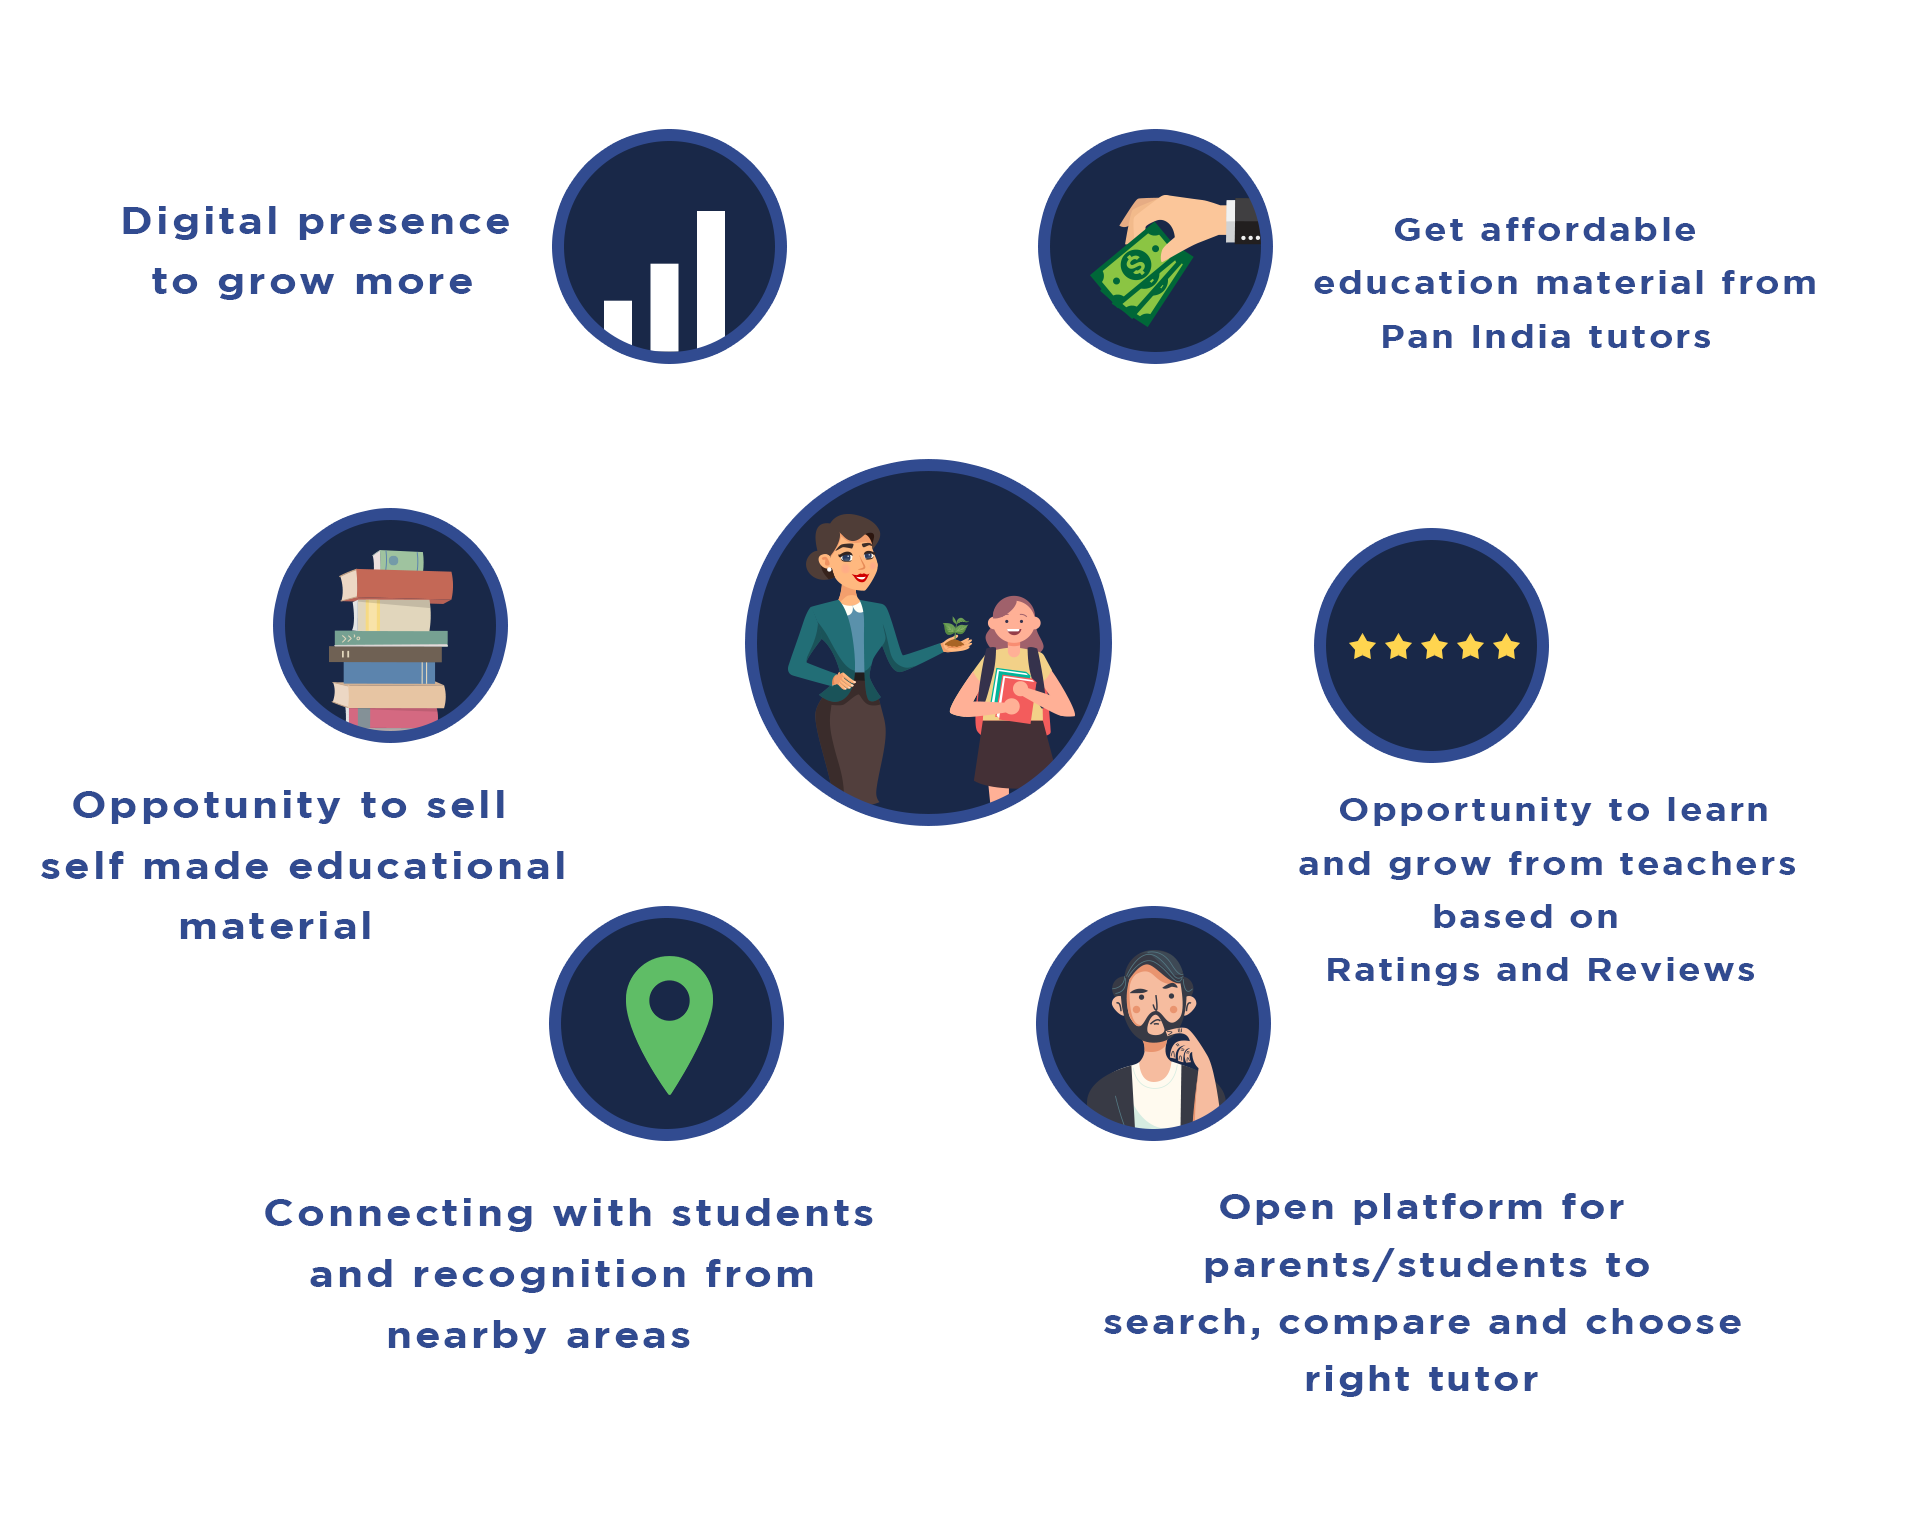 Digital presence
to grow more
Get affordable
education material from
Pan India tutors
Oppotunity to sell
self made educational
material
Opportunity to learn
and grow from teachers
based on
Ratings and Reviews
Connecting with students
and recognition from
nearby areas
Open platform for
parents/students to
search, compare and choose
right tutor